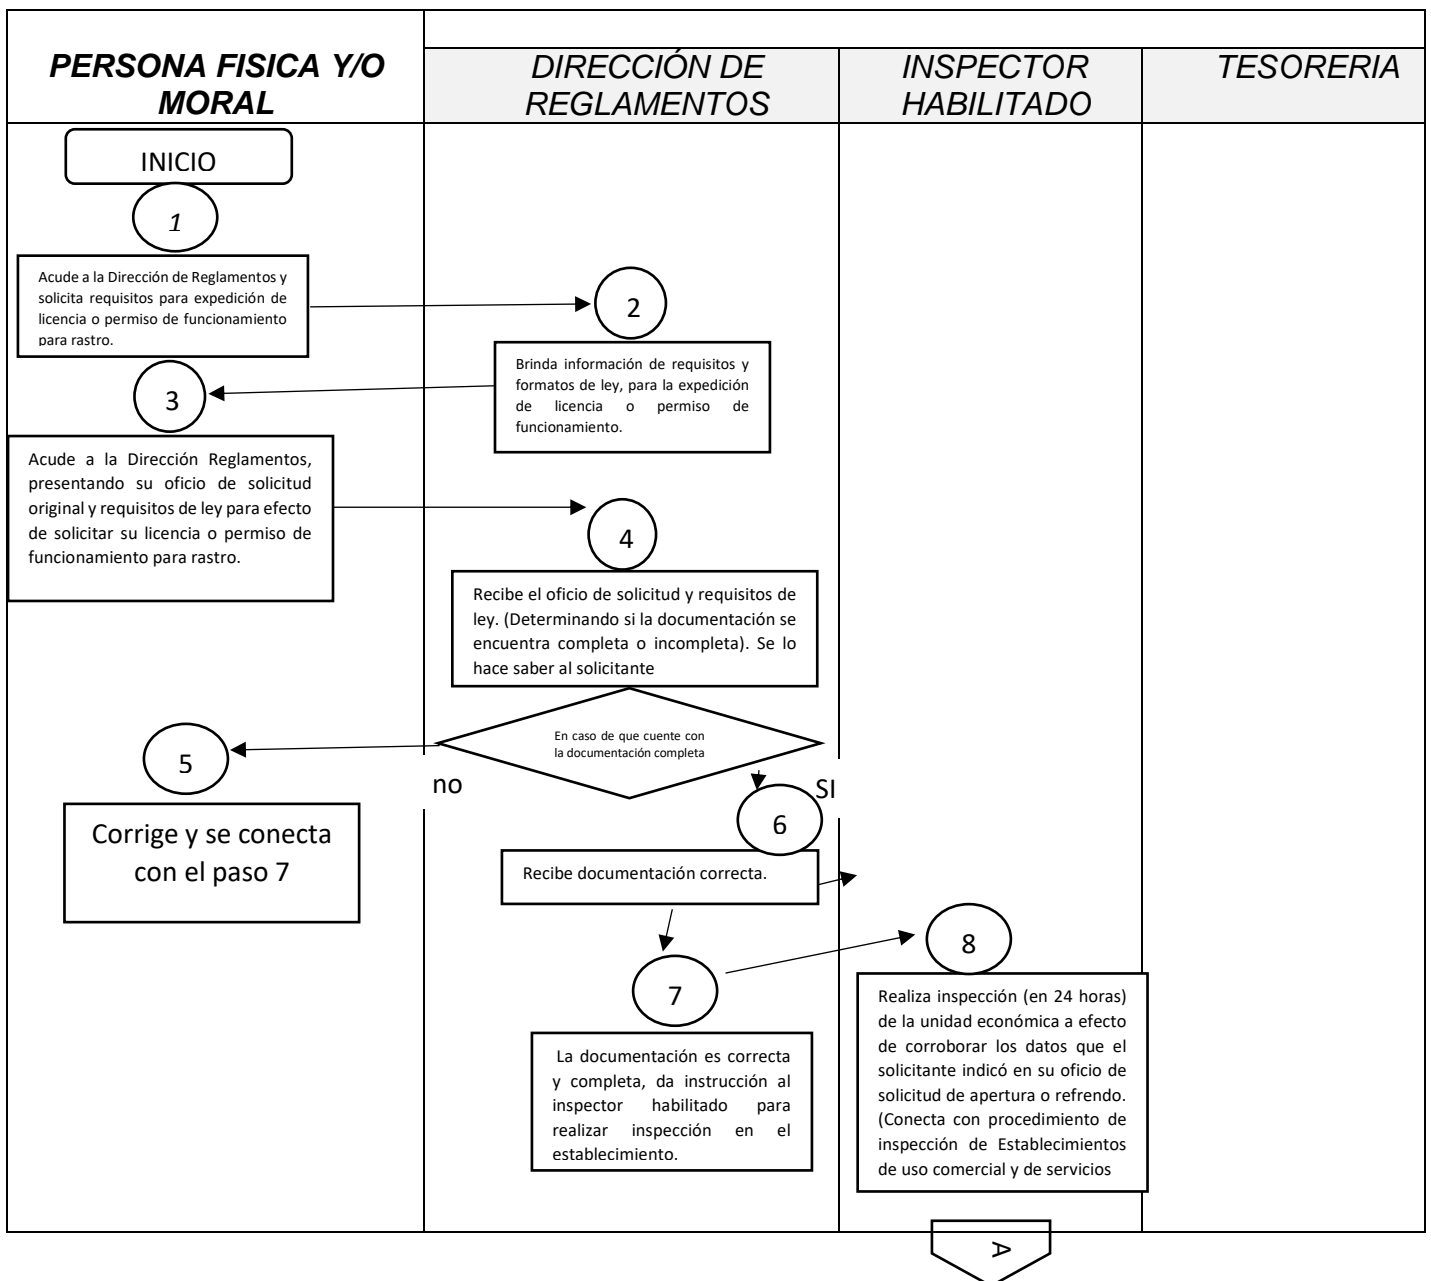 PERSONA FISICA Y/O
MORAL
DIRECCIÓN DE
REGLAMENTOS
INSPECTOR
HABILITADO
TESORERIA
INICIO
1
Acude a la Dirección de Reglamentos y
solicita requisitos para expedición de
licencia o permiso de funcionamiento
para rastro.
2
Brinda información de requisitos y
formatos de ley, para la expedición
de licencia o permiso de
funcionamiento.
3
Acude a la Dirección Reglamentos,
presentando su oficio de solicitud
original y requisitos de ley para efecto
de solicitar su licencia o permiso de
funcionamiento para rastro.
4
Recibe el oficio de solicitud y requisitos de
ley. (Determinando si la documentación se
encuentra completa o incompleta). Se lo
hace saber al solicitante
En caso de que cuente con
la documentación completa
no
SI
5
Corrige y se conecta
con el paso 7
6
Recibe documentación correcta.
7
La documentación es correcta
y completa, da instrucción al
inspector habilitado para
realizar inspección en el
establecimiento.
8
Realiza inspección (en 24 horas)
de la unidad económica a efecto
de corroborar los datos que el
solicitante indicó en su oficio de
solicitud de apertura o refrendo.
(Conecta con procedimiento de
inspección de Establecimientos
de uso comercial y de servicios
A